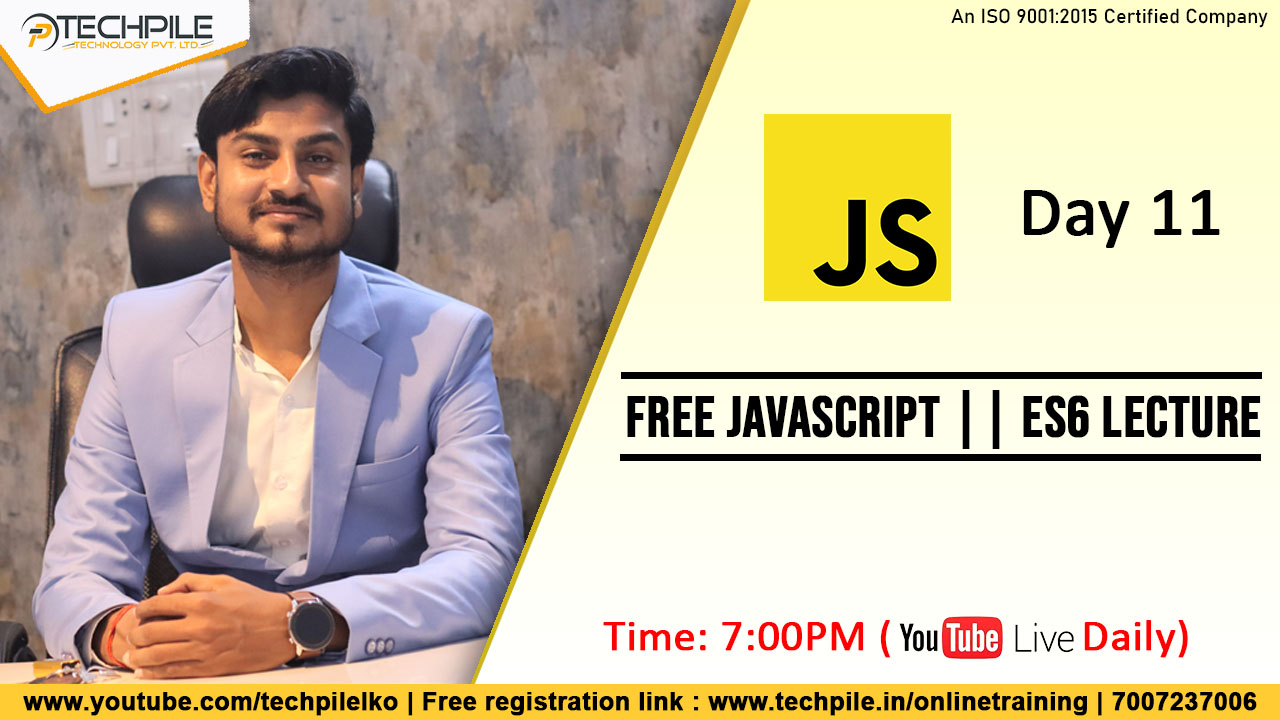 TECHPILE
TECHNOLOGY PVT. LTD.
An ISO 9001:2015 Certified Company
JS
Day 11
FREE JAVASCRIPT || ES6 LECTURE
Time: 7:00PM ( YouTube Live Daily)
www.youtube.com/techpilelko | Free registration link : www.techpile.in/onlinetraining | 7007237006